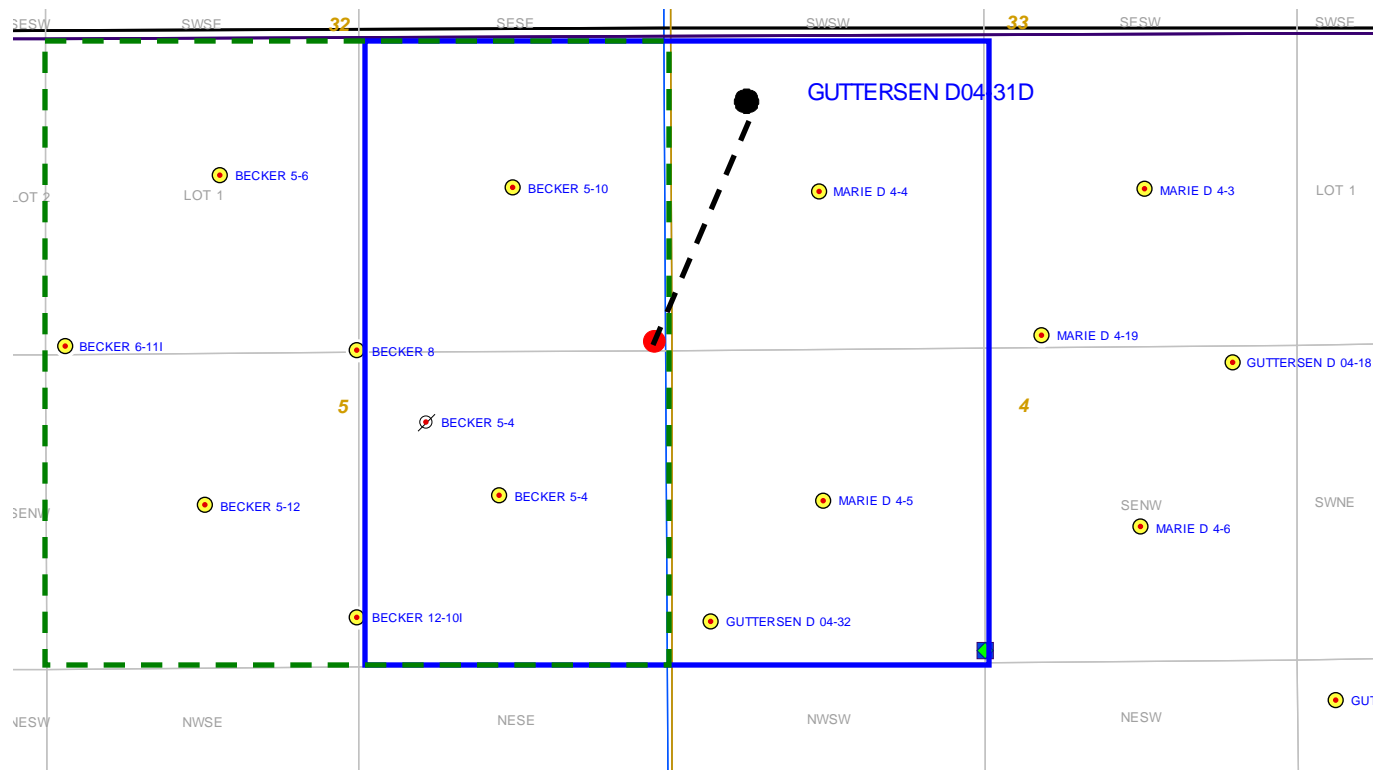 SESW
SWSE
32
SESE
SWSW
33
SESW
SWSE
GUTTERSEN D04-31D
BECKER 5-6
BECKER 5-10
MARIE D 4-4
MARIE D 4-3
LOT 2
LOT 1
LOT 1
BECKER 6-11I
BECKER 8
MARIE D 4-19
GUTTERSEN D 04-18
5
4
BECKER 5-4
BECKER 5-12
BECKER 5-4
MARIE D 4-5
SENW
SWNE
SENW
MARIE D 4-6
BECKER 12-10I
GUTTERSEN D 04-32
NESW
NWSE
NESE
NWSW
NESW
GUT